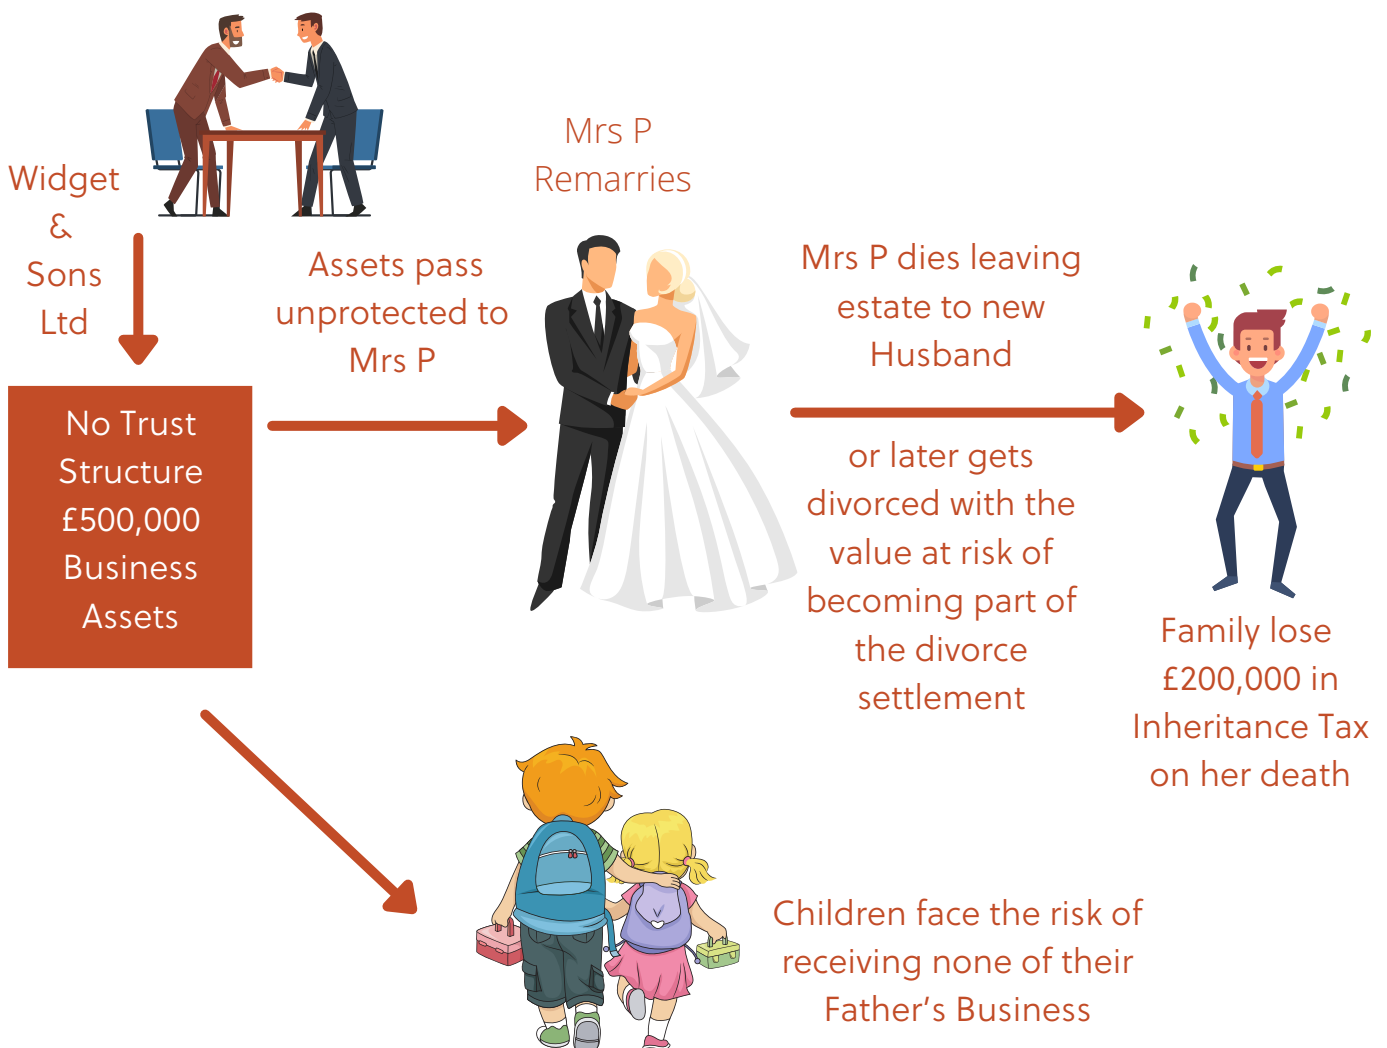 Widget
&
Sons
Ltd
No Trust
Structure
£500,000
Business
Assets
Assets pass
unprotected to
Mrs P
Mrs P
Remarries
Mrs P dies leaving
estate to new
Husband
or later gets
divorced with the
value at risk of
becoming part of
the divorce
settlement
Family lose
£200,000 in
Inheritance Tax
on her death
Children face the risk of
receiving none of their
Father’s Business